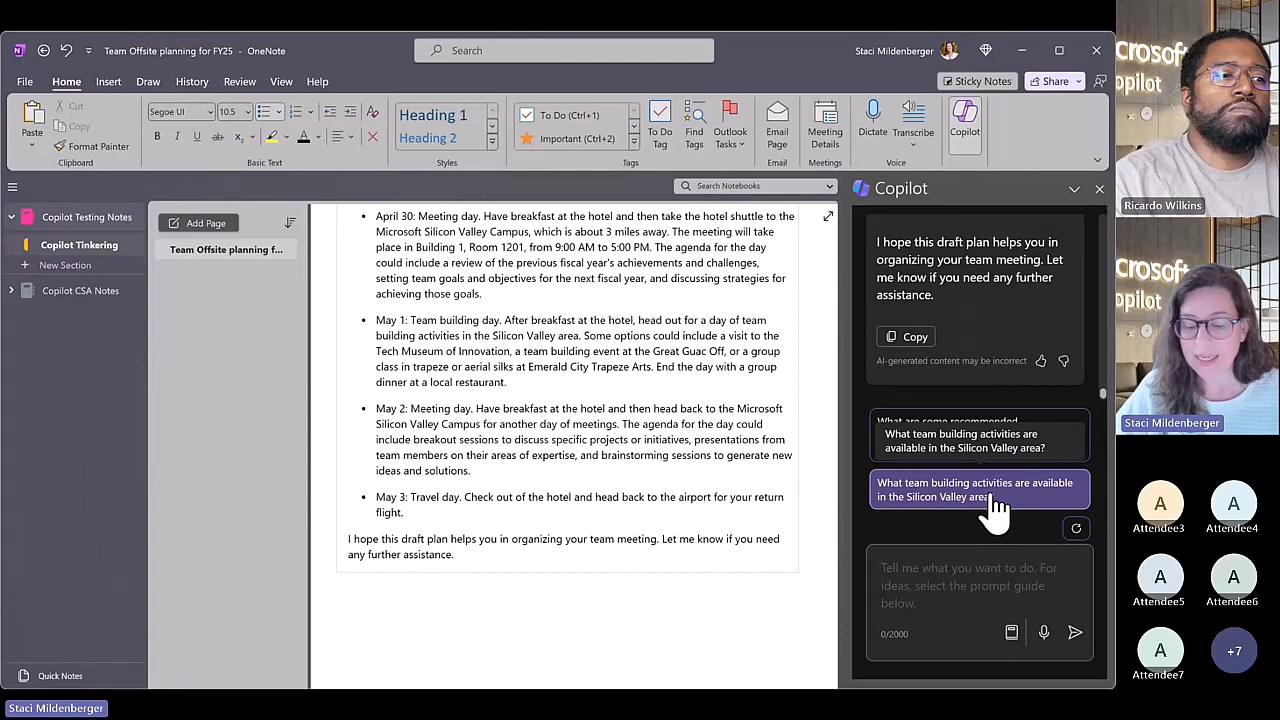 Team Offsite planning for FY25 - OneNote
Search
Staci Mildenberger
File
Home
Insert
Draw
History
Review
View
Help
Sticky Notes
Share
Paste
Cut
Copy
Format Painter
Clipboard
Segoe UI
10.5
Basic Text
Heading 1
Heading 2
Styles
To Do (Ctrl+1)
Important (Ctrl+2)
To Do
Tag
Find
Tags
Outlook
Tasks
Tags
Email
Page
Email
Meeting
Details
Meetings
Dictate
Transcribe
Voice
Copilot
Search Notebooks
Copilot Testing Notes
Copilot Tinkering
New Section
Copilot CSA Notes
Quick Notes
Add Page
Team Offsite planning f...
April 30: Meeting day. Have breakfast at the hotel and then take the hotel shuttle to the
Microsoft Silicon Valley Campus, which is about 3 miles away. The meeting will take
place in Building 1, Room 1201, from 9:00 AM to 5:00 PM. The agenda for the day
could include a review of the previous fiscal year's achievements and challenges,
setting team goals and objectives for the next fiscal year, and discussing strategies for
achieving those goals.
May 1: Team building day. After breakfast at the hotel, head out for a day of team
building activities in the Silicon Valley area. Some options could include a visit to the
Tech Museum of Innovation, a team building event at the Great Guac Off, or a group
class in trapeze or aerial silks at Emerald City Trapeze Arts. End the day with a group
dinner at a local restaurant.
May 2: Meeting day. Have breakfast at the hotel and then head back to the Microsoft
Silicon Valley Campus for another day of meetings. The agenda for the day could
include breakout sessions to discuss specific projects or initiatives, presentations from
team members on their areas of expertise, and brainstorming sessions to generate new
ideas and solutions.
May 3: Travel day. Check out of the hotel and head back to the airport for your return
flight.
I hope this draft plan helps you in organizing your team meeting. Let me know if you need
any further assistance.
Copilot
I hope this draft plan helps you in
organizing your team meeting. Let
me know if you need any further
assistance.
Copy
AI-generated content may be incorrect
What are some recommended
What team building activities are
available in the Silicon Valley area?
What team building activities are available
in the Silicon Valley area
Tell me what you want to do. For
ideas, select the prompt guide
below.
0/2000
crosoft
opilot
Ricardo Wilkins
crosoft
opilot
Staci Mildenberger
A
Attendee3
A
Attendee4
A
Attendee5
A
Attendee6
A
Attendee7
+7
Staci Mildenberger